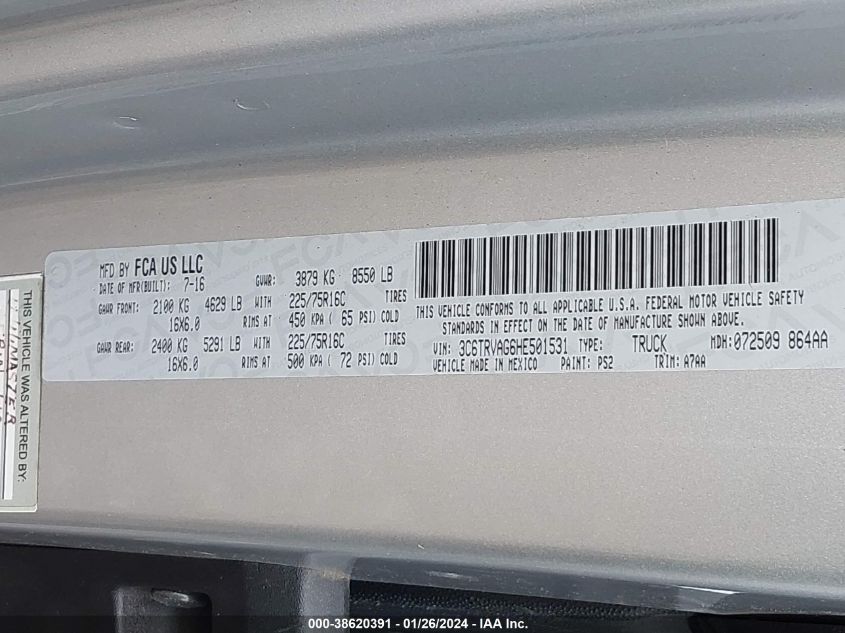 MFD BY FCA US LLC
DATE OF MFR(BUILT): 7-16
GVWR: 3879 KG 8550 LB
GAWR FRONT: 2100 KG 4629 LB WITH 225/75R16C TIRES
16X6.0 RIMS AT 450 KPA ( 65 PSI) COLD
GAWR REAR: 2400 KG 5291 LB WITH 225/75R16C TIRES
16X6.0 RIMS AT 500 KPA ( 72 PSI) COLD
THIS VEHICLE CONFORMS TO ALL APPLICABLE U.S.A. FEDERAL MOTOR VEHICLE SAFETY
STANDARDS IN EFFECT ON THE DATE OF MANUFACTURE SHOWN ABOVE.
VIN: 3C6TRVAG6HE501531 TYPE: TRUCK MDH: 072509 864AA
VEHICLE MADE IN MEXICO PAINT: PS2 TRIM: A7AA
THIS VEHICLE WAS ALTERED BY:
000-38620391 - 01/26/2024 - IAA Inc.